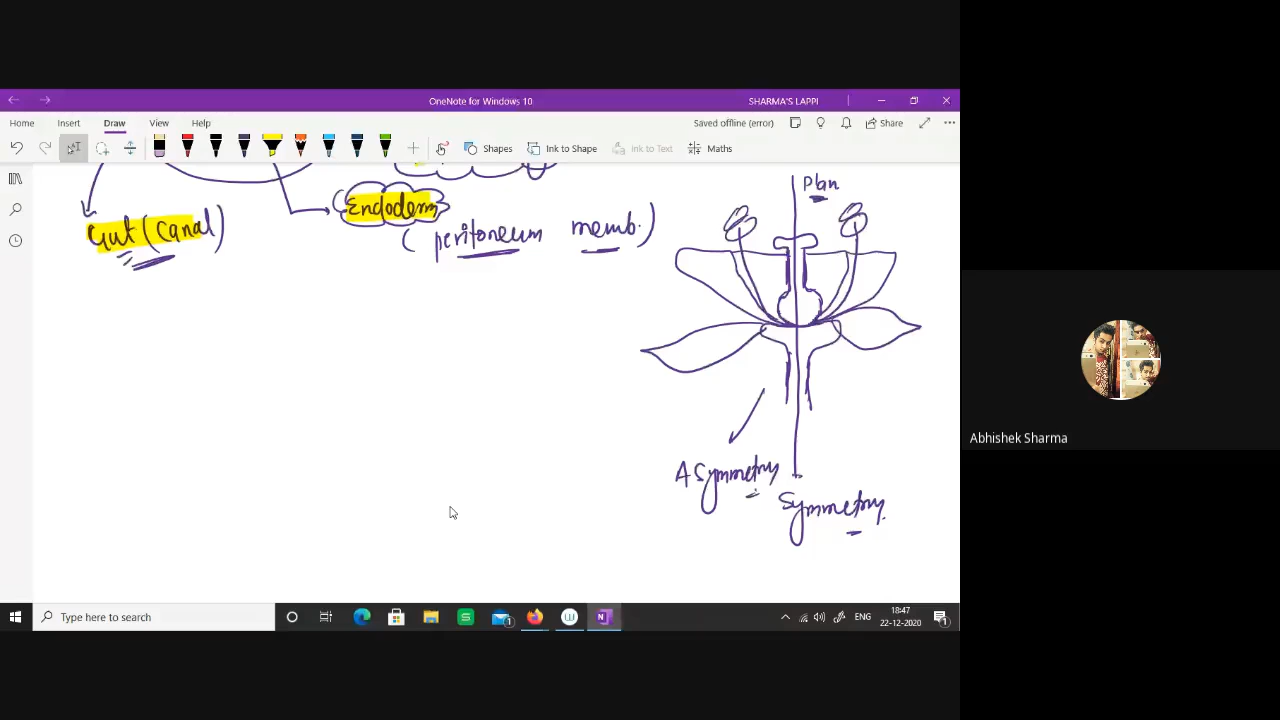 OneNote for Windows 10
SHARMA'S LAPPI
Home Insert Draw View Help
Saved offline (error)
Share
Shapes
Ink to Shape
Ink to Text
Maths
Plan
(Endoderm)
Gut (Canal)
( peritoneum memb. )
A Symmetry
Symmetry.
Abhishek Sharma
Type here to search
ENG
18:47
22-12-2020